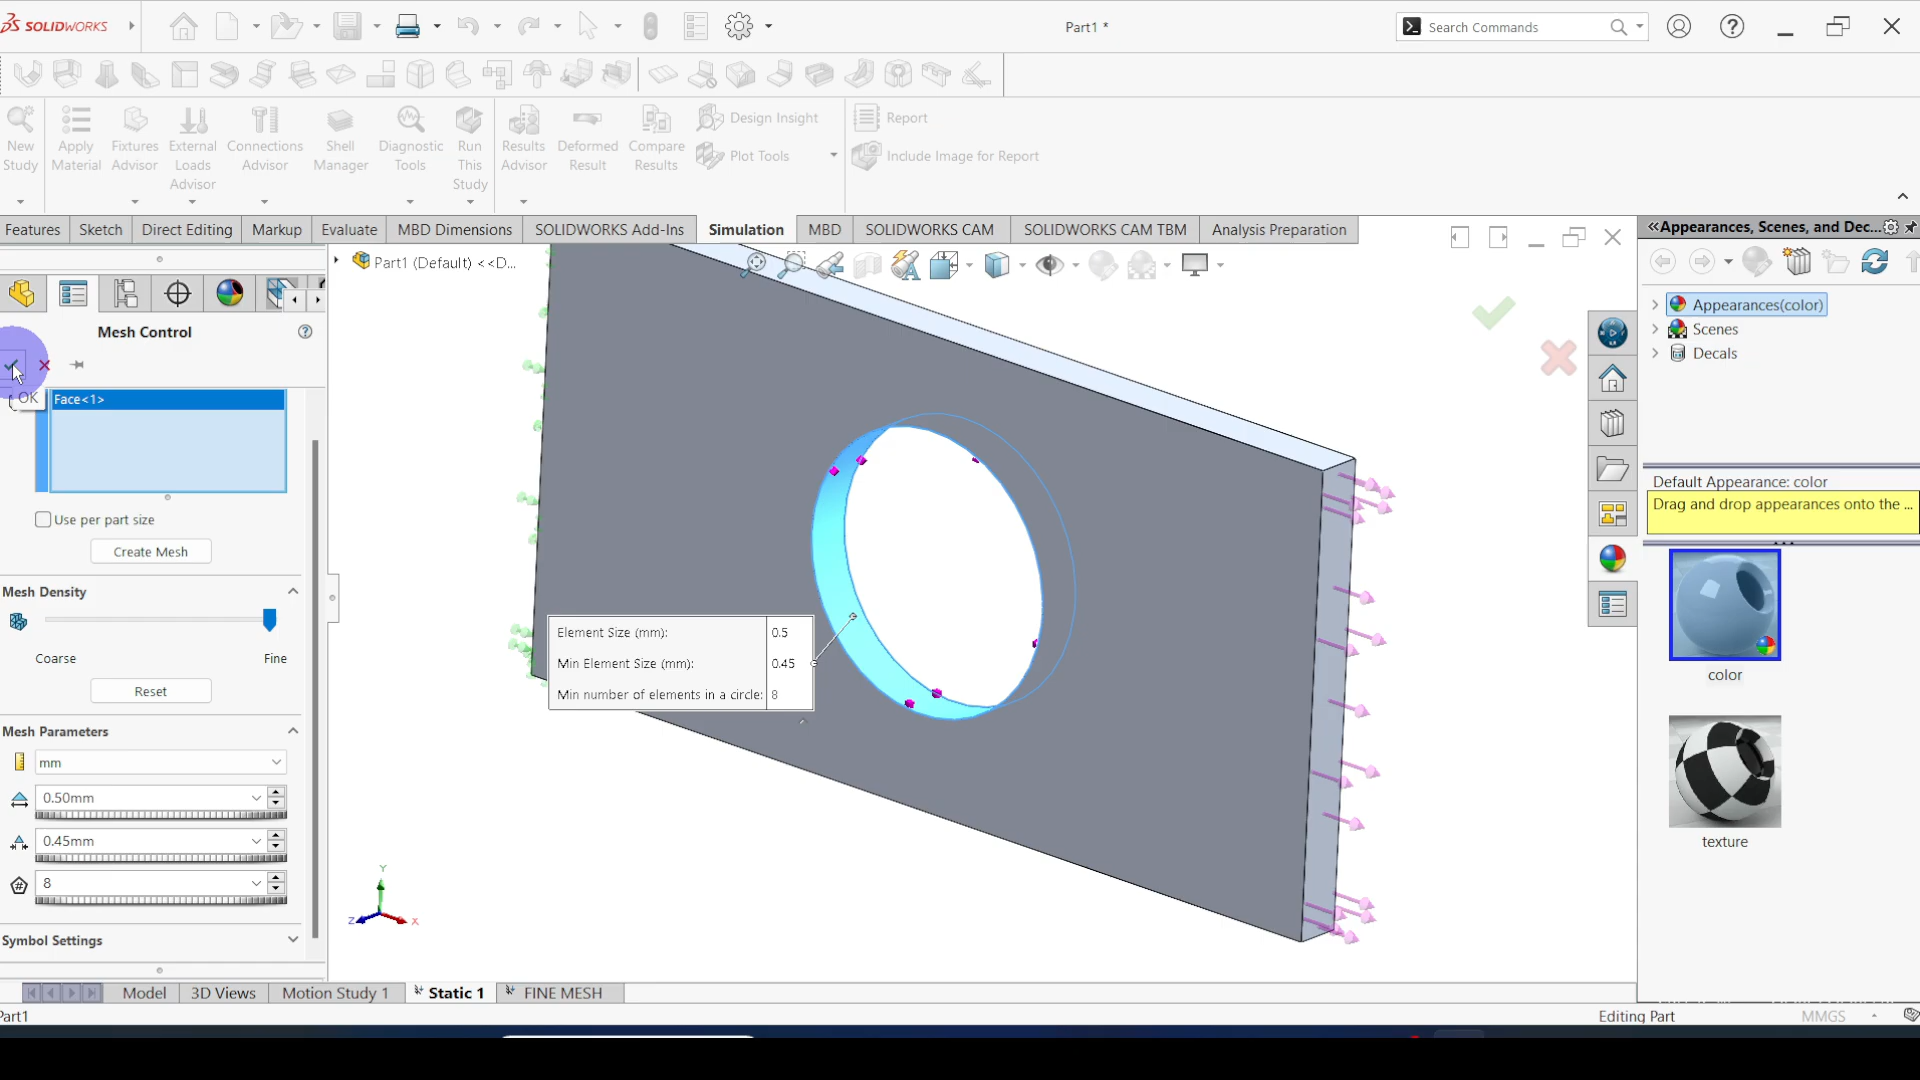 SOLIDWORKS
Part1 *
Search Commands
New Study
Apply Material
Fixtures Advisor
External Loads Advisor
Connections Advisor
Shell Manager
Diagnostic Tools
Run This Study
Results Advisor
Deformed Result
Compare Results
Design Insight
Plot Tools
Report
Include Image for Report
Features
Sketch
Direct Editing
Markup
Evaluate
MBD Dimensions
SOLIDWORKS Add-Ins
Simulation
MBD
SOLIDWORKS CAM
SOLIDWORKS CAM TBM
Analysis Preparation
Part1 (Default) <<D...
Mesh Control
OK
Face<1>
Use per part size
Create Mesh
Mesh Density
Coarse
Fine
Reset
Mesh Parameters
mm
0.50mm
0.45mm
8
Symbol Settings
Element Size (mm): 0.5
Min Element Size (mm): 0.45
Min number of elements in a circle: 8
Y
Z
X
«Appearances, Scenes, and Dec...
Appearances(color)
Scenes
Decals
Default Appearance: color
Drag and drop appearances onto the ...
color
texture
Model
3D Views
Motion Study 1
Static 1
FINE MESH
Part1
Editing Part
MMGS